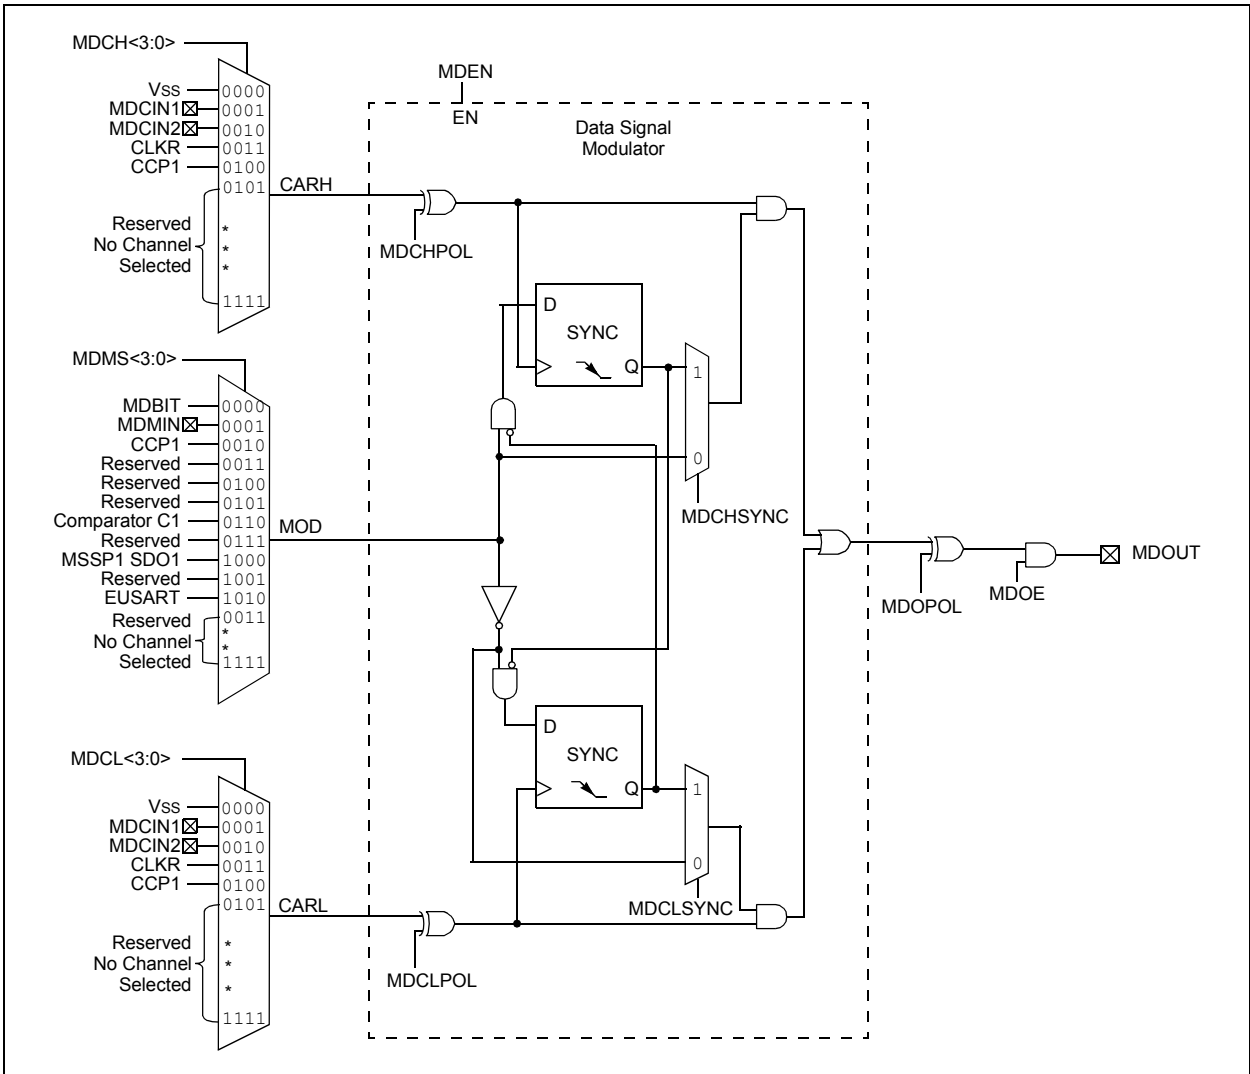 MDCH<3:0>
VSS 0000
MDCIN1 0001
MDCIN2 0010
CLKR 0011
CCP1 0100
0101
Reserved *
No Channel *
Selected *
1111
CARH
MDMS<3:0>
MDBIT 0000
MDMIN 0001
CCP1 0010
Reserved 0011
Reserved 0100
Reserved 0101
Comparator C1 0110
Reserved 0111
MSSP1 SDO1 1000
Reserved 1001
EUSART 1010
Reserved 0011
No Channel *
*
Selected 1111
MOD
MDCL<3:0>
VSS 0000
MDCIN1 0001
MDCIN2 0010
CLKR 0011
CCP1 0100
0101
Reserved *
No Channel *
Selected *
1111
CARL
MDEN
EN
Data Signal
Modulator
MDCHPOL
D
SYNC
Q
1
0
MDCHSYNC
D
SYNC
Q
1
0
MDCLSYNC
MDCLPOL
MDOPOL
MDOE
MDOUT